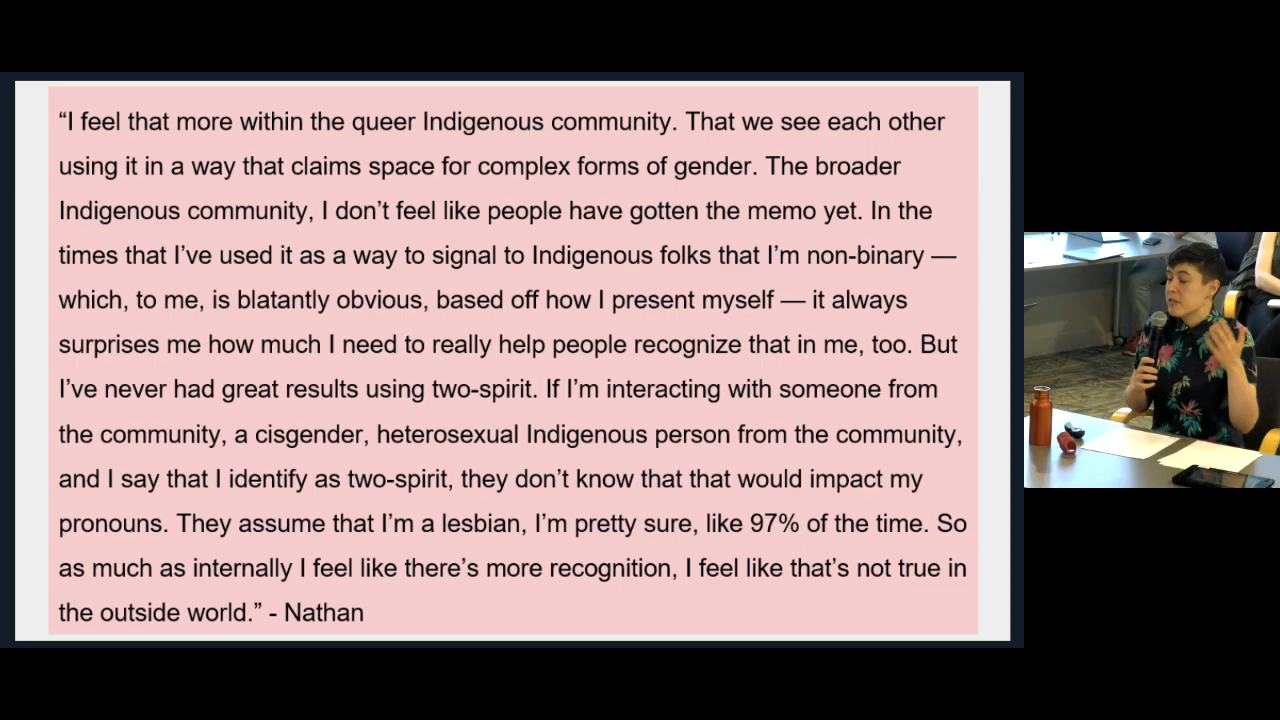 “I feel that more within the queer Indigenous community. That we see each other
using it in a way that claims space for complex forms of gender. The broader
Indigenous community, I don’t feel like people have gotten the memo yet. In the
times that I’ve used it as a way to signal to Indigenous folks that I’m non-binary —
which, to me, is blatantly obvious, based off how I present myself — it always
surprises me how much I need to really help people recognize that in me, too. But
I’ve never had great results using two-spirit. If I’m interacting with someone from
the community, a cisgender, heterosexual Indigenous person from the community,
and I say that I identify as two-spirit, they don’t know that that would impact my
pronouns. They assume that I’m a lesbian, I’m pretty sure, like 97% of the time. So
as much as internally I feel like there’s more recognition, I feel like that’s not true in
the outside world.” - Nathan